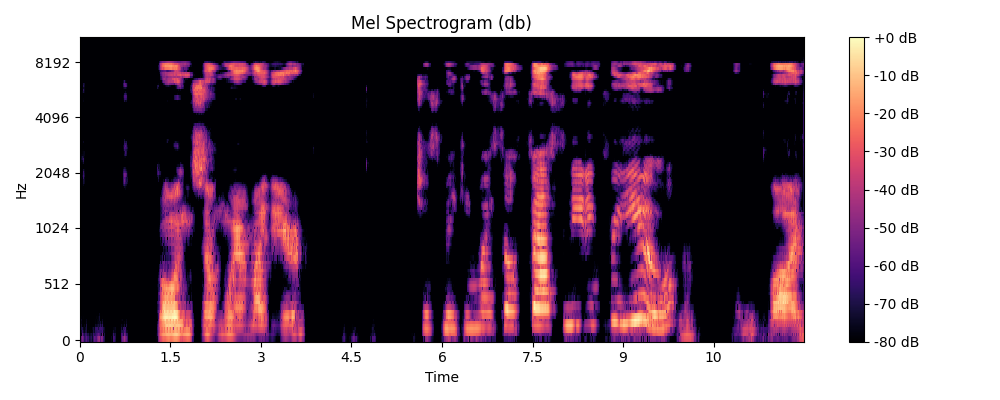 Mel Spectrogram (db)
Hz
8192
4096
2048
1024
512
0
0 1.5 3 4.5 6 7.5 9 10
Time
+0 dB
-10 dB
-20 dB
-30 dB
-40 dB
-50 dB
-60 dB
-70 dB
-80 dB